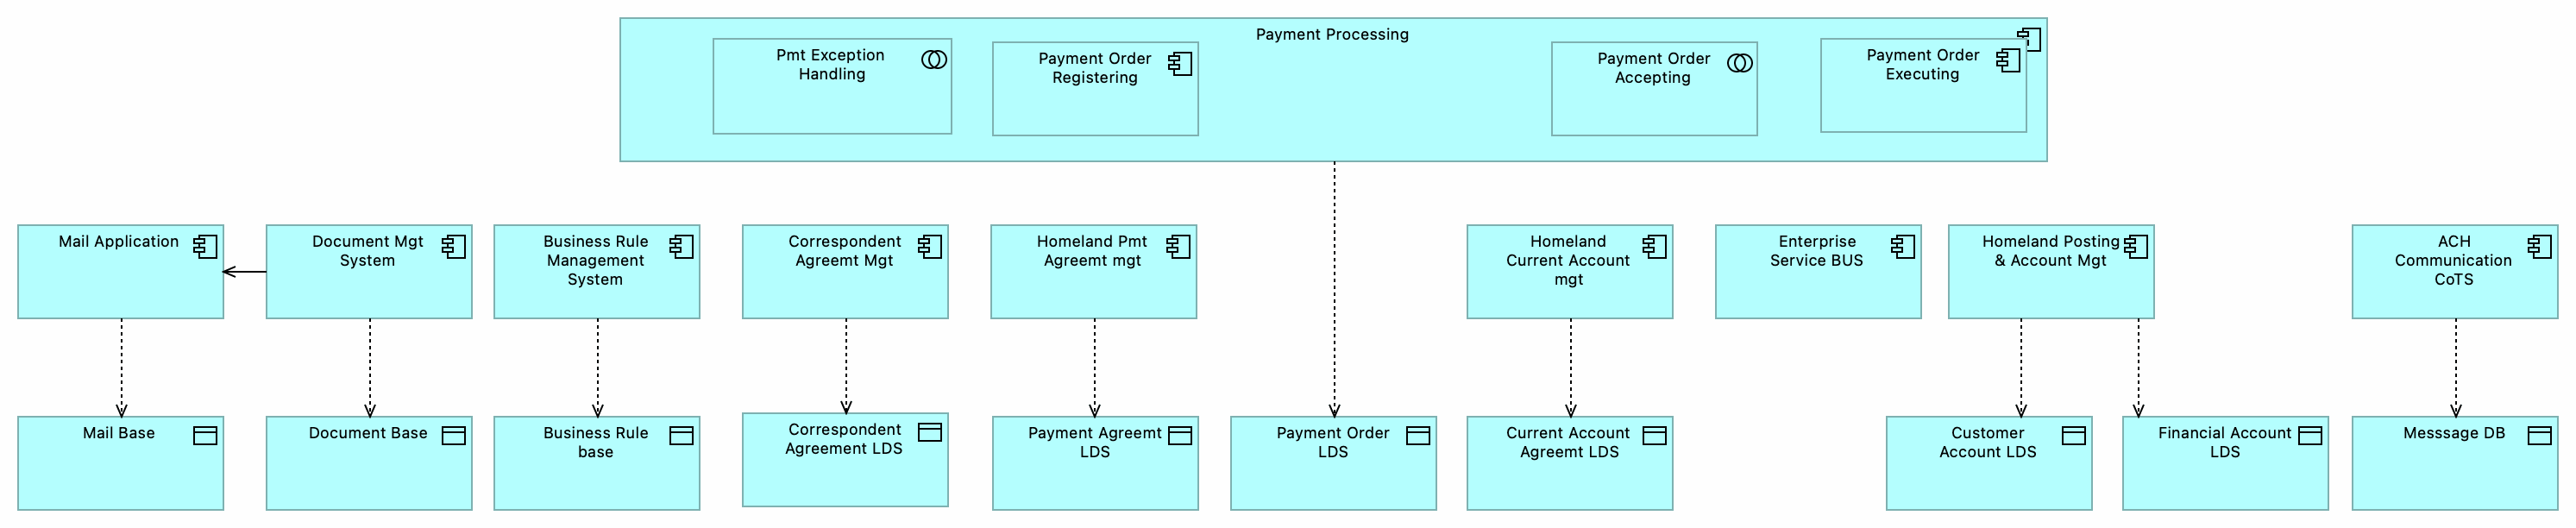 Payment Processing
Pmt Exception
Handling
Payment Order
Registering
Payment Order
Accepting
Payment Order
Executing
Mail Application
Document Mgt
System
Business Rule
Management
System
Correspondent
Agreemt Mgt
Homeland Pmt
Agreemt mgt
Homeland
Current Account
mgt
Enterprise
Service BUS
Homeland Posting
& Account Mgt
ACH
Communication
CoTS
Mail Base
Document Base
Business Rule
base
Correspondent
Agreement LDS
Payment Agreemt
LDS
Payment Order
LDS
Current Account
Agreemt LDS
Customer
Account LDS
Financial Account
LDS
Messsage DB